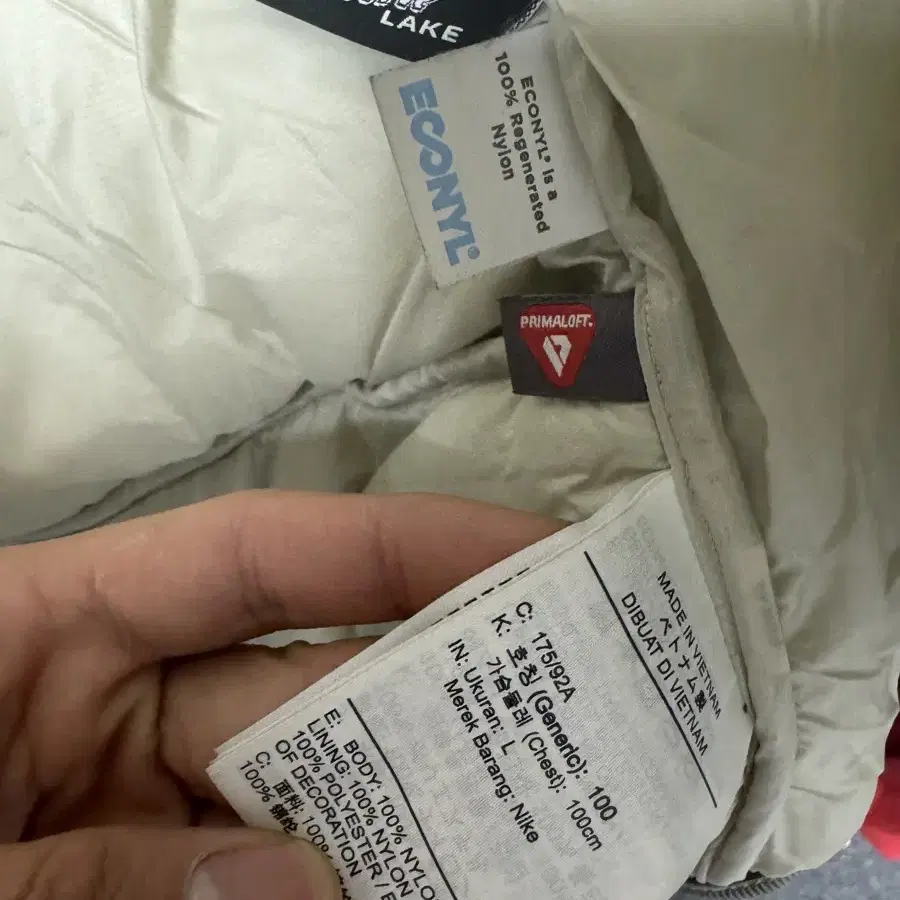 LAKE
ECONYL®
ECONYL® is a
100% Regenerated
Nylon
PRIMALOFT®
MADE IN VIETNAM
ベトナム製
DIBUAT DI VIETNAM
C: 175/92A
K: 호칭 (Generic): 100
가슴둘레 (Chest): 100cm
IN: Ukuran: L
Merek Barang: Nike
E: BODY: 100% NYLON
LINING: 100% NYLON
100% POLYESTER /
OF DECORATION
C: 面料: 100%
100%